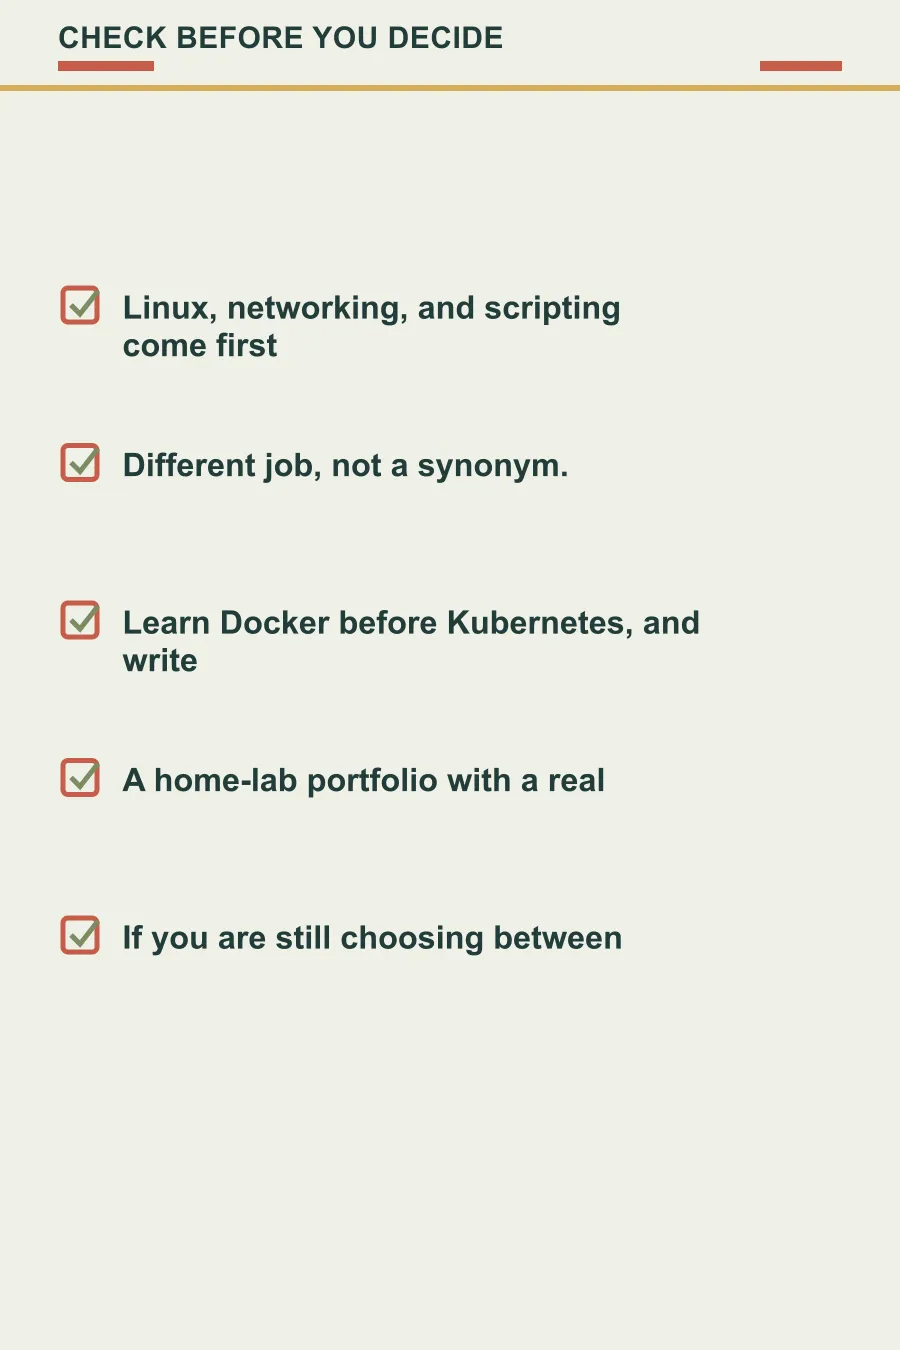 CHECK BEFORE YOU DECIDE
Linux, networking, and scripting
come first
Different job, not a synonym.
Learn Docker before Kubernetes, and
write
A home-lab portfolio with a real
If you are still choosing between